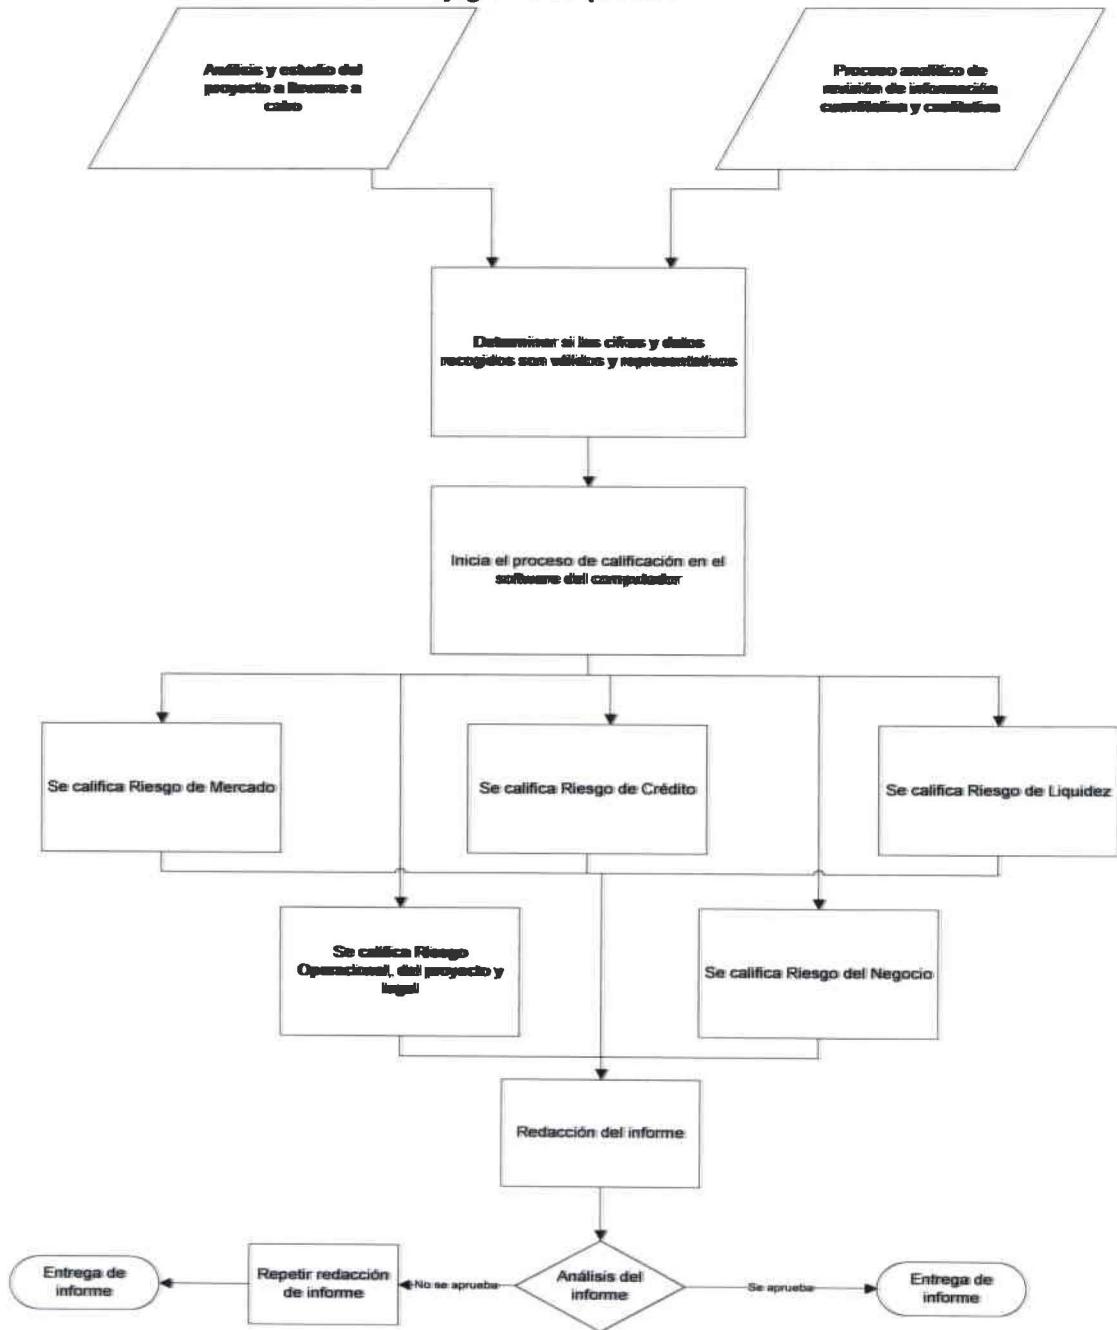 Análisis y estudio del
proyecto a llevarse a
cabo
Proceso analítico de
revisión de información
cuantitativa y cualitativa
Determinar si las cifras y datos
recogidos son válidos y representativos
Inicia el proceso de calificación en el
software del computador
Se califica Riesgo de Mercado
Se califica Riesgo de Crédito
Se califica Riesgo de Liquidez
Se califica Riesgo
Operacional, del proyecto y
legal
Se califica Riesgo del Negocio
Redacción del informe
Entrega de
informe
Repetir redacción
de informe
No se aprueba
Análisis del
informe
Se aprueba
Entrega de
informe